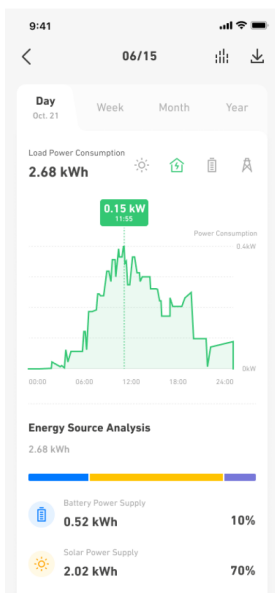 9:41
06/15
Day
Oct. 21
Week
Month
Year
Load Power Consumption
2.68 kWh
0.15 kW
11:55
Power Consumption
0.4kW
0kW
00:00 06:00 12:00 18:00 24:00
Energy Source Analysis
2.68 kWh
Battery Power Supply
0.52 kWh
10%
Solar Power Supply
2.02 kWh
70%